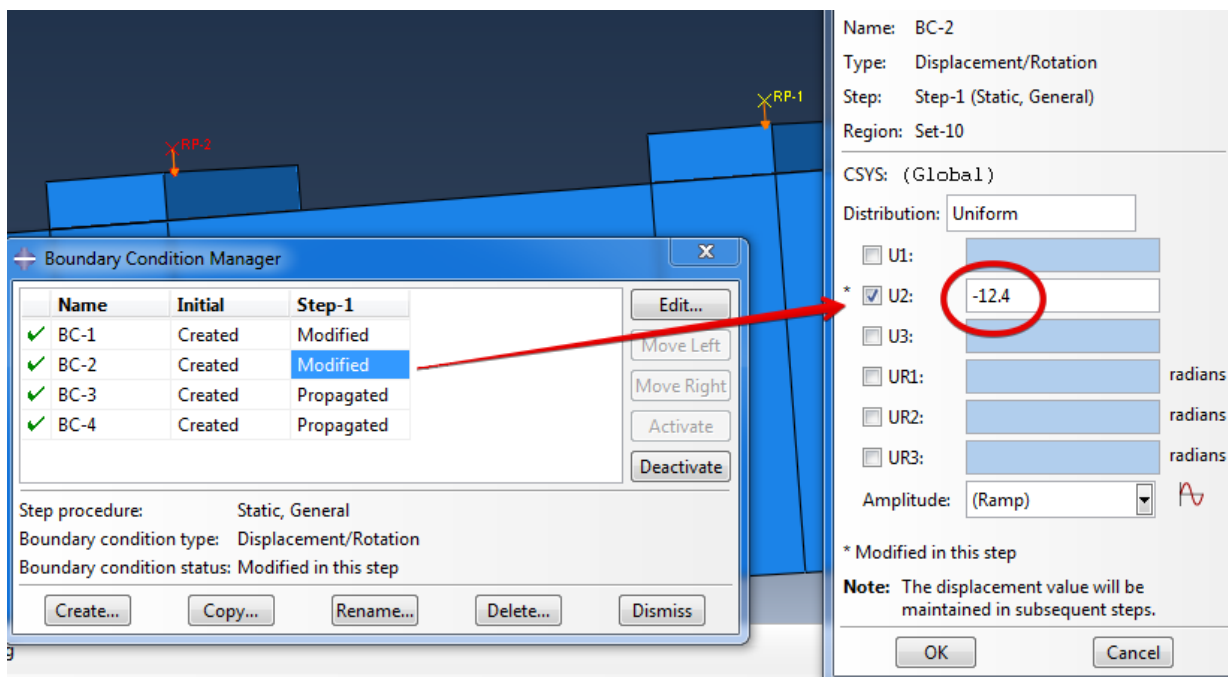 RP-1
RP-2
Boundary Condition Manager
X
Name Initial Step-1
BC-1 Created Modified
BC-2 Created Modified
BC-3 Created Propagated
BC-4 Created Propagated
Edit...
Move Left
Move Right
Activate
Deactivate
Step procedure: Static, General
Boundary condition type: Displacement/Rotation
Boundary condition status: Modified in this step
Create... Copy... Rename... Delete... Dismiss
g
Name: BC-2
Type: Displacement/Rotation
Step: Step-1 (Static, General)
Region: Set-10
CSYS: (Global)
Distribution: Uniform
U1:
* U2: -12.4
U3:
UR1: radians
UR2: radians
UR3: radians
Amplitude: (Ramp)
* Modified in this step
Note: The displacement value will be
maintained in subsequent steps.
OK Cancel